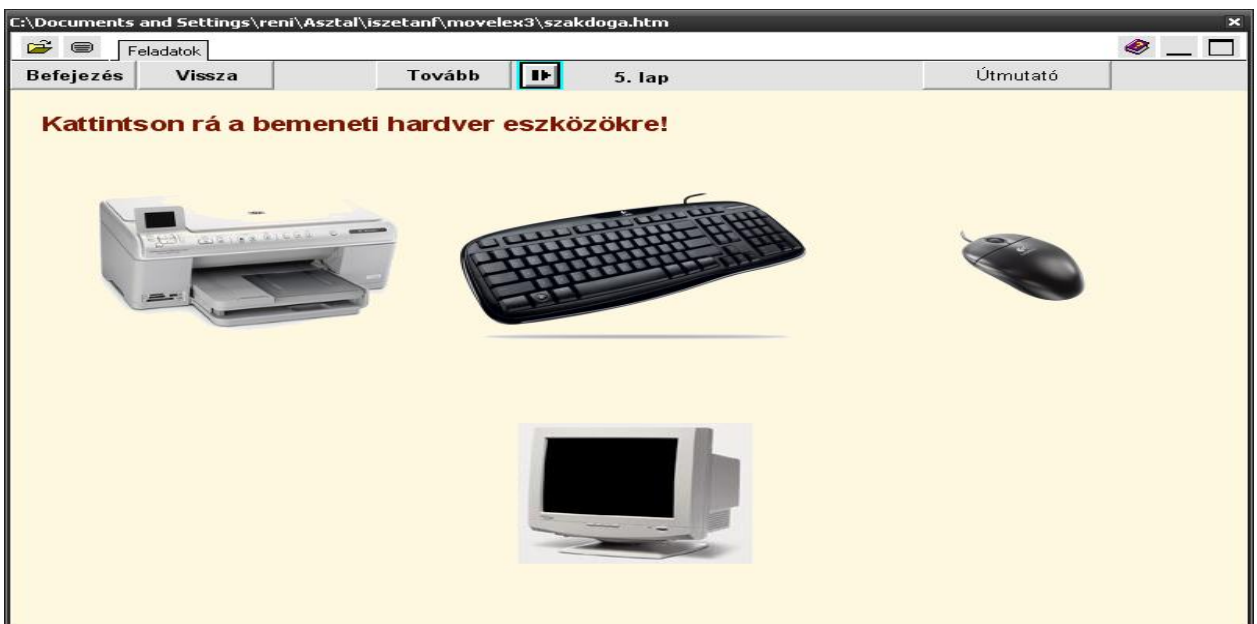 C:\Documents and Settings\reni\Asztal\iszetanf\movelex3\szakdoga.htm
Feladatok
Befejezés Vissza Tovább 5. lap Útmutató
Kattintson rá a bemeneti hardver eszközökre!